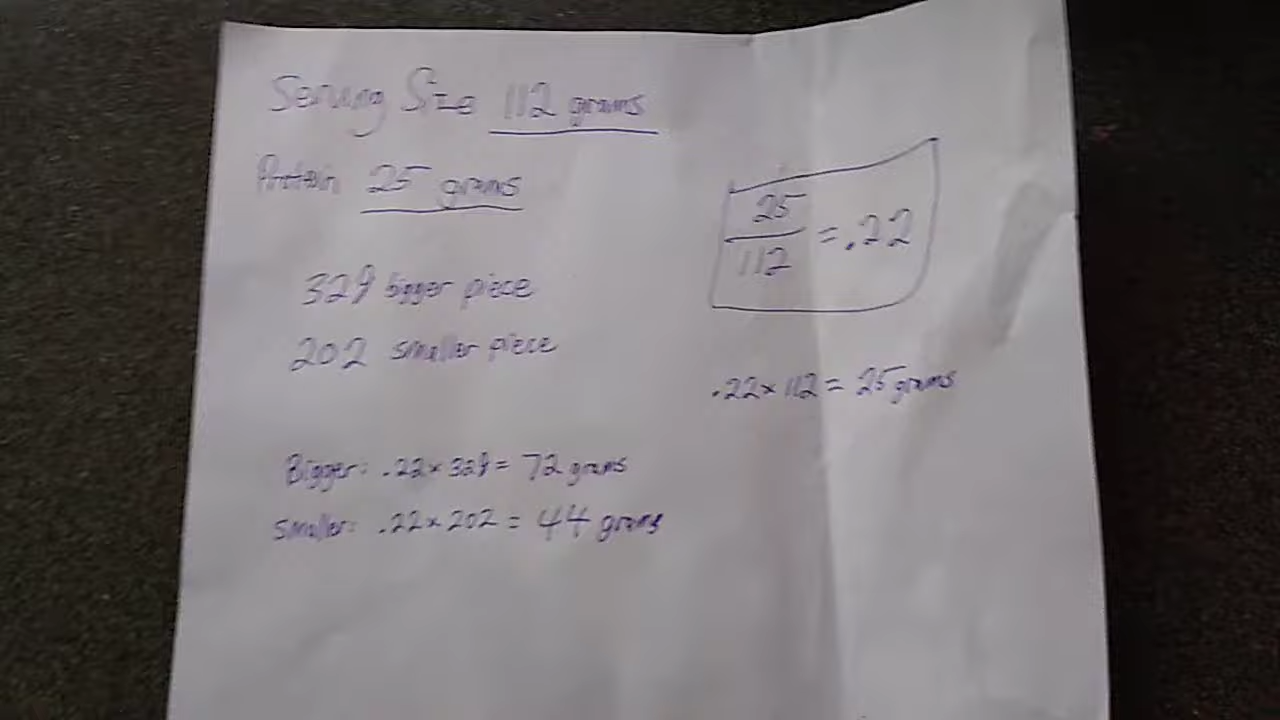 Serving Size 112 grams
Protein 25 grams
328 bigger piece
202 smaller piece
Bigger: .22 x 328 = 72 grams
Smaller: .22 x 202 = 44 grams
25
112
= .22
.22 x 112 = 25 grams